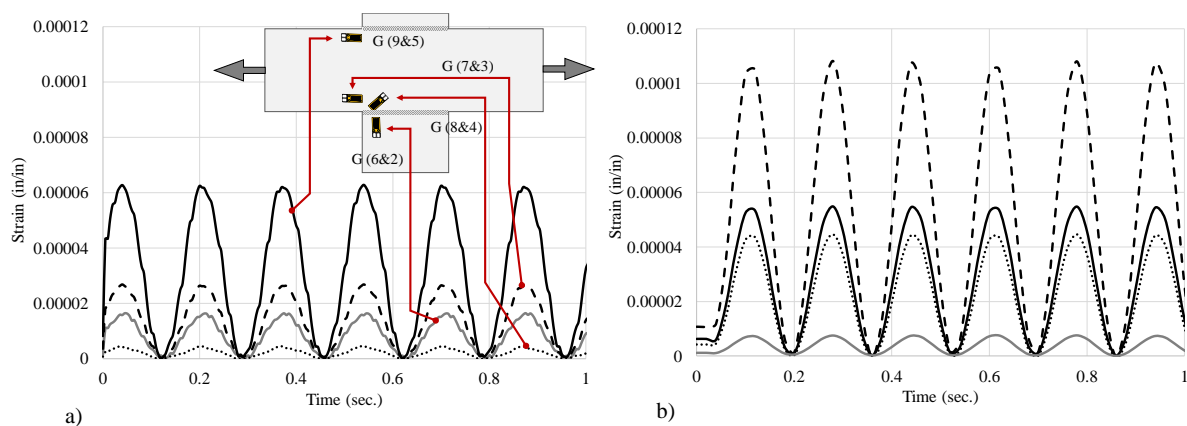 0.00012
0.0001
0.00008
0.00006
0.00004
0.00002
0
Strain (in/in)
0 0.2 0.4 0.6 0.8 1
Time (sec.)
G (9&5)
G (7&3)
G (8&4)
G (6&2)
a)
0.00012
0.0001
0.00008
0.00006
0.00004
0.00002
0
Strain (in/in)
0.0 0.2 0.4 0.6 0.8 1
Time (sec.)
b)